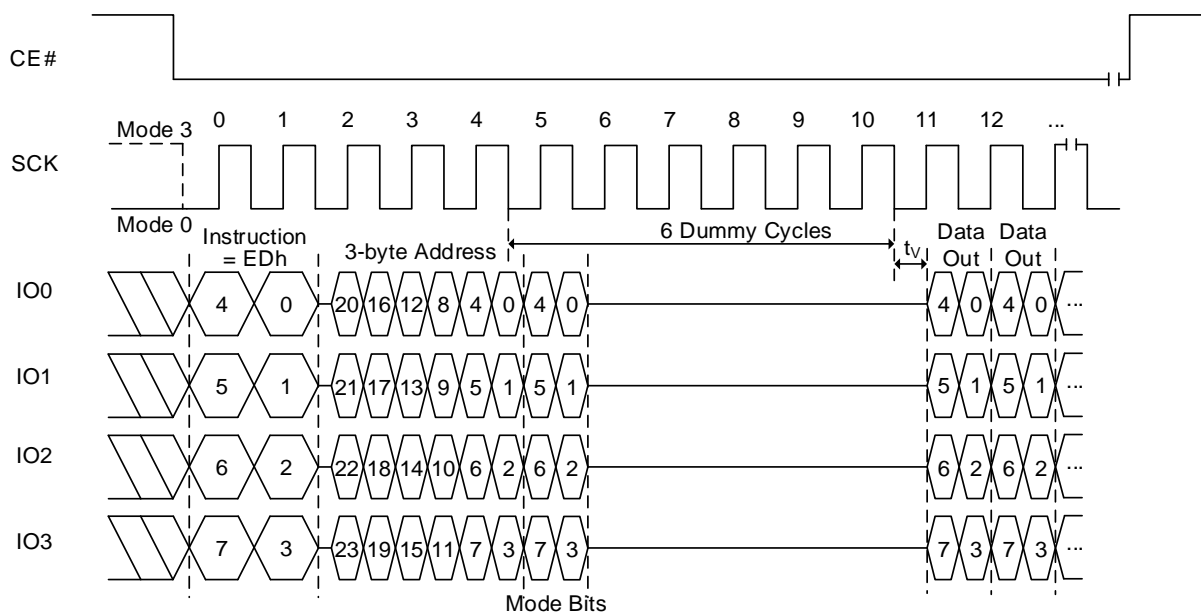 CE#
0 1 2 3 4 5 6 7 8 9 10 11 12 ...
Mode 3
SCK
Mode 0
Instruction
= EDh
3-byte Address
6 Dummy Cycles
tV
Data
Out
Data
Out
IO0 4 0 20 16 12 8 4 0 4 0 4 0 4 0 ...
IO1 5 1 21 17 13 9 5 1 5 1 5 1 5 1 ...
IO2 6 2 22 18 14 10 6 2 6 2 6 2 6 2 ...
IO3 7 3 23 19 15 11 7 3 7 3 7 3 7 3 ...
Mode Bits